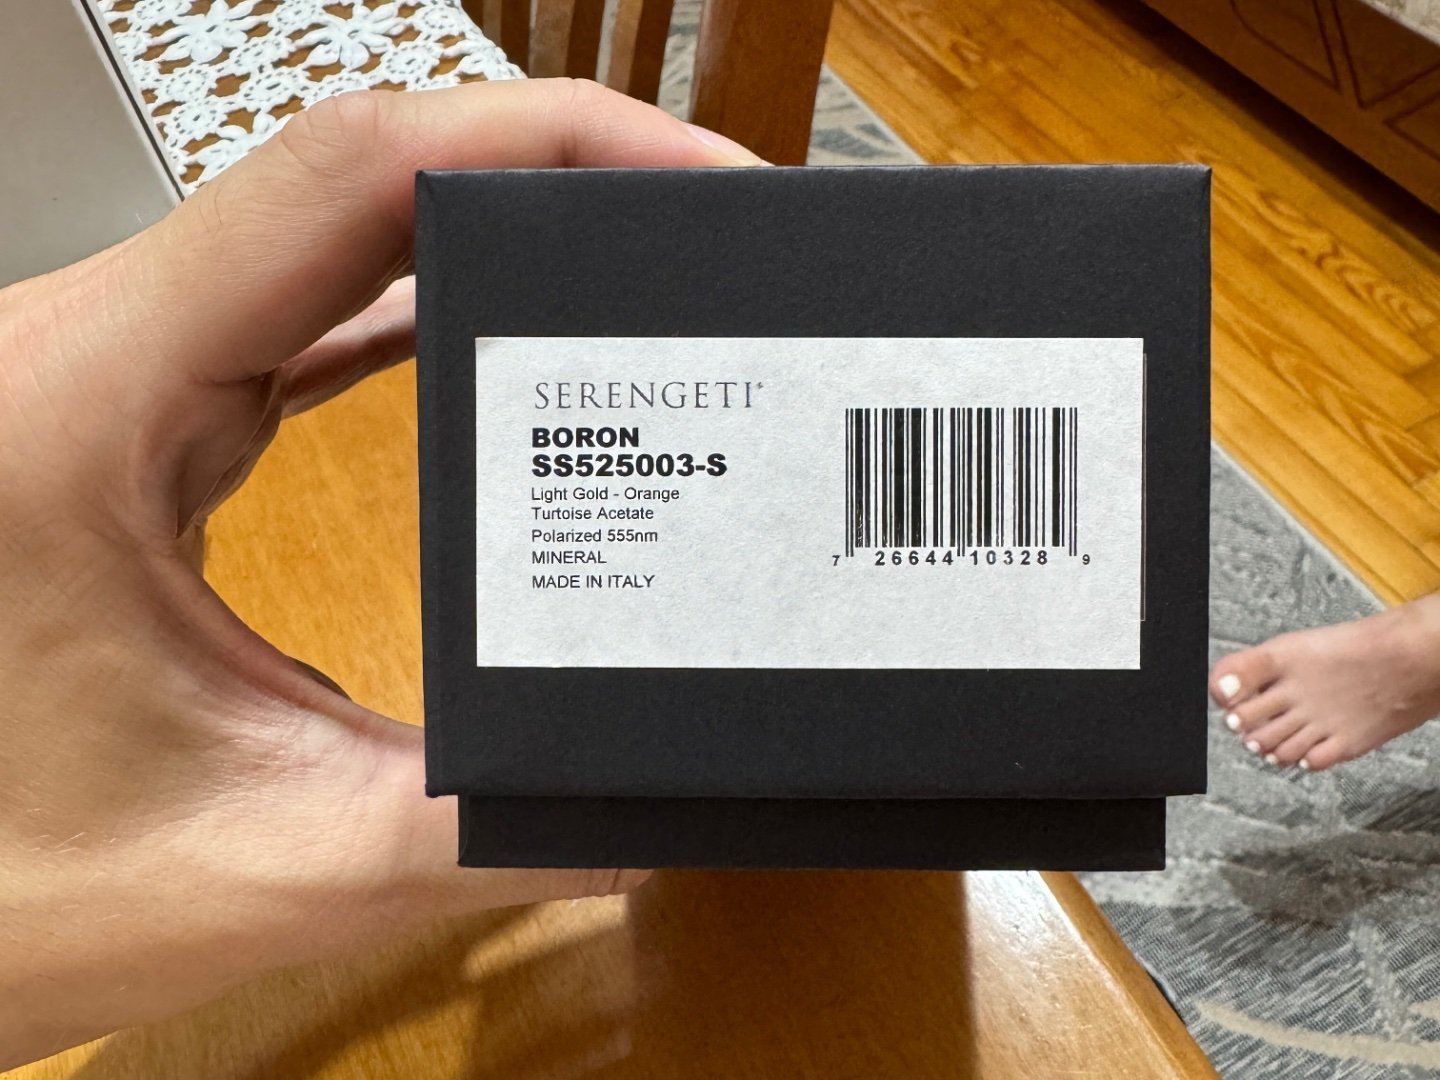 SERENGETI
BORON
SS525003-S
Light Gold - Orange
Turtoise Acetate
Polarized 555nm
MINERAL
MADE IN ITALY
7 26644 10328 9